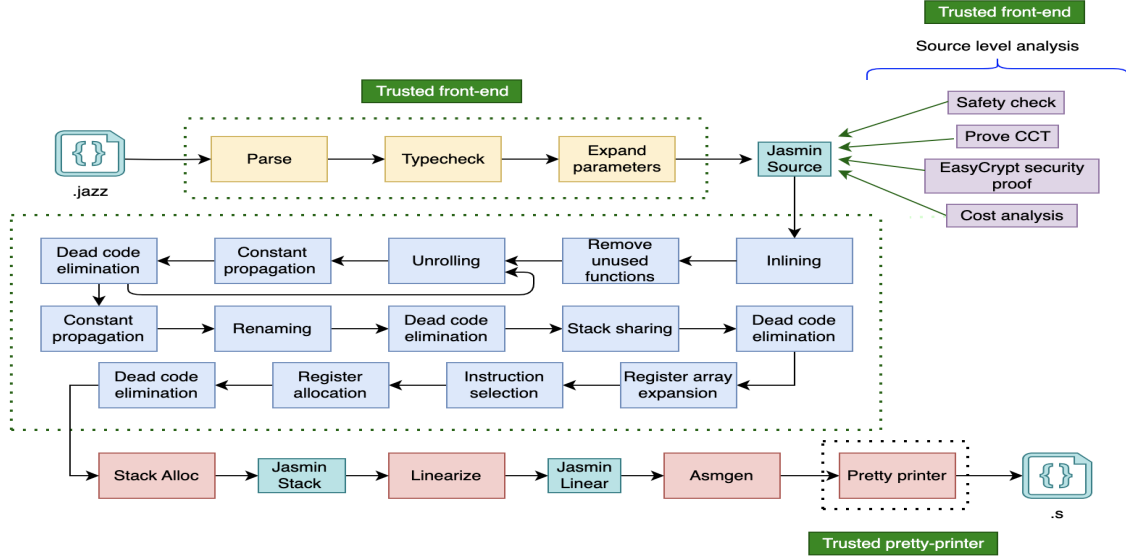 Trusted front-end
Source level analysis
Trusted front-end
Safety check
Prove CCT
EasyCrypt security
proof
Cost analysis
{ }
.jazz
Parse
Typecheck
Expand
parameters
Jasmin
Source
Dead code
elimination
Constant
propagation
Unrolling
Remove
unused
functions
Inlining
Constant
propagation
Renaming
Dead code
elimination
Stack sharing
Dead code
elimination
Dead code
elimination
Register
allocation
Instruction
selection
Register array
expansion
Stack Alloc
Jasmin
Stack
Linearize
Jasmin
Linear
Asmgen
Pretty printer
{ }
.s
Trusted pretty-printer